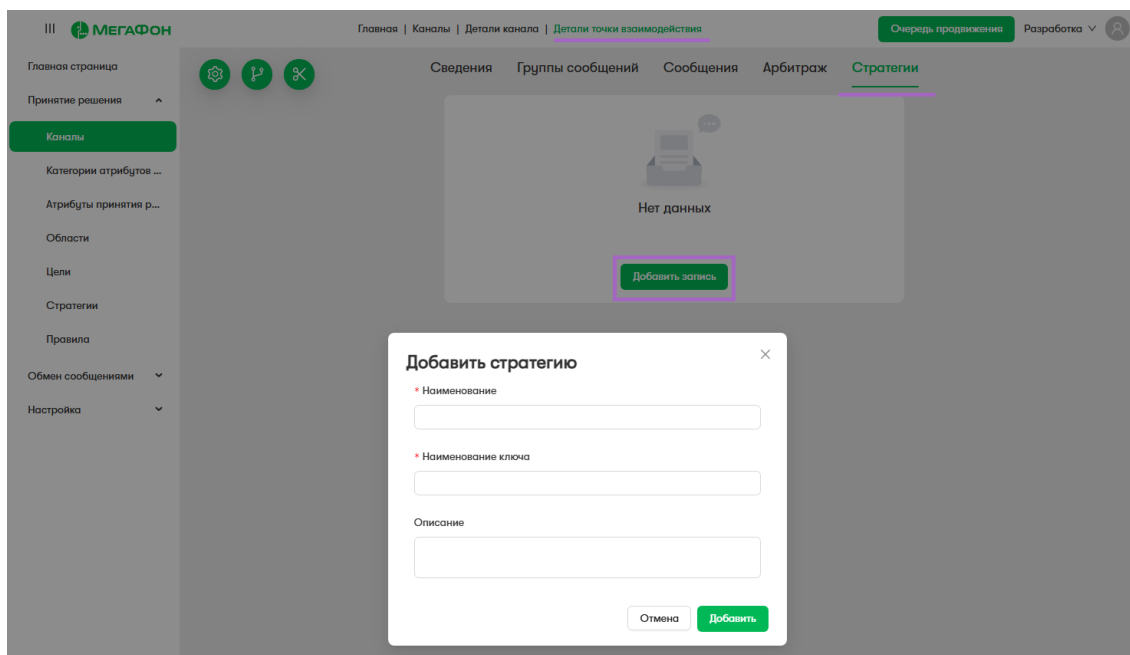 МегаФон
Главная | Каналы | Детали канала | Детали точки взаимодействия
Очередь продвижения
Разработка
Главная страница
Принятие решения
Каналы
Категории атрибутов ...
Атрибуты принятия р...
Области
Цели
Стратегии
Правила
Обмен сообщениями
Настройка
Сведения Группы сообщений Сообщения Арбитраж Стратегии
Нет данных
Добавить запись
Добавить стратегию
* Наименование
* Наименование ключа
Описание
Отмена Добавить